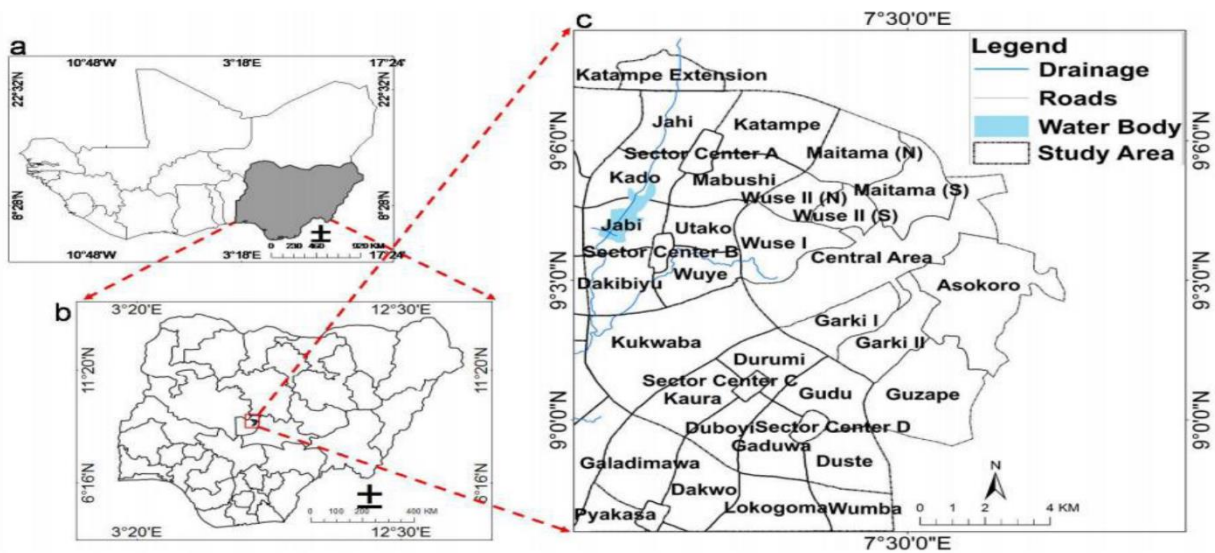 a
10°48'W 3°18'E 17°24'
22°32'N 22°32'N
8°28'N 8°28'N
0 230 460 920 KM
10°48'W 3°18'E 17°24'
b
3°20'E 12°30'E
11°20'N 11°20'N
6°16'N 6°16'N
0 100 200 400 KM
3°20'E 12°30'E
c
7°30'0"E
Legend
Drainage
Roads
Water Body
Study Area
Katampe Extension
Jahi
Katampe
9°6'0"N 9°6'0"N
Sector Center A
Maitama (N)
Kado
Mabushi
Maitama (S)
Wuse II (N)
Wuse II (S)
Jabi
Utako
Wuse I
Sector Center B
Central Area
Wuye
Dakibiyu
9°3'30"N 9°3'30"N
Asokoro
Garki I
Kukwaba
Garki II
Durumi
Sector Center C
Kaura
Gudu
Guzape
9°0'0"N 9°0'0"N
Duboyi
Sector Center D
Gaduwa
Galadimawa
Duste
Dakwo
Pyakasa
Lokogoma
Wumba
N
0 1 2 4 KM
7°30'0"E